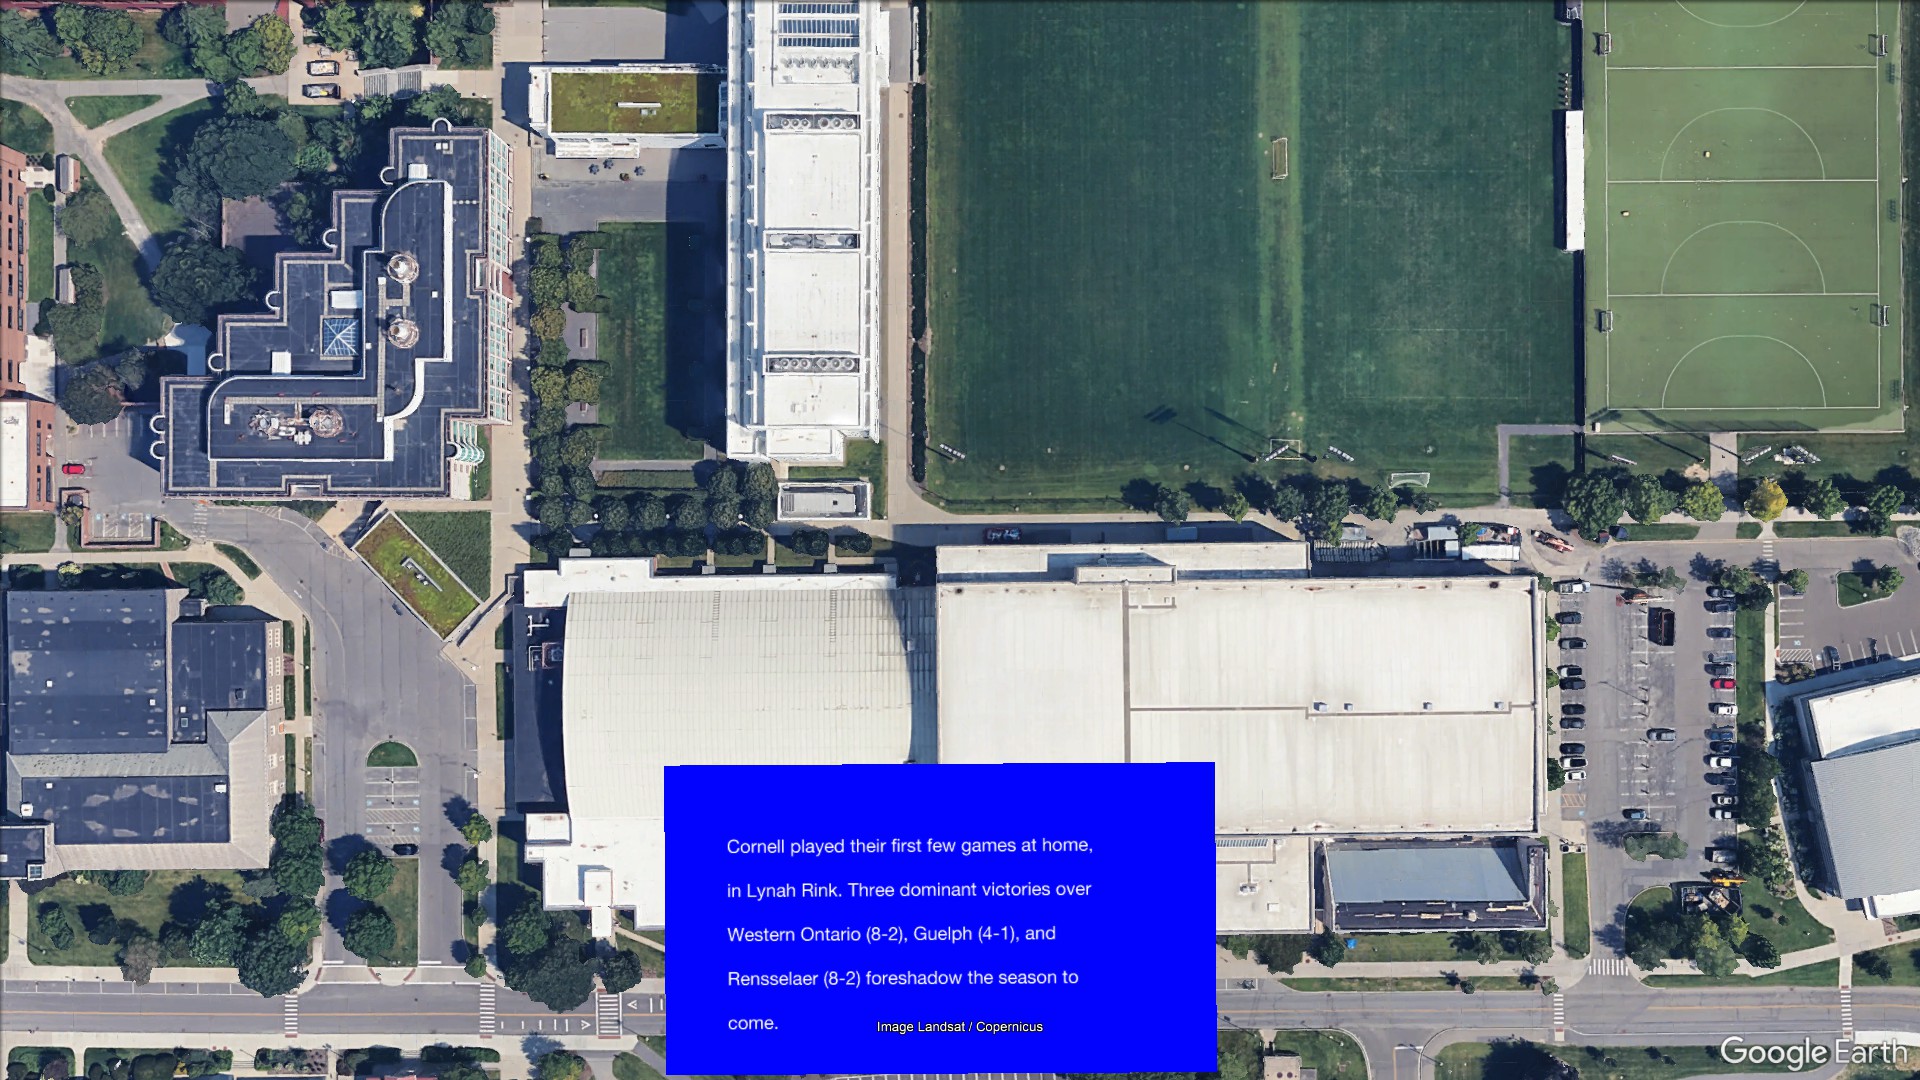 Cornell played their first few games at home,
in Lynah Rink. Three dominant victories over
Western Ontario (8-2), Guelph (4-1), and
Rensselaer (8-2) foreshadow the season to
come.
Image Landsat / Copernicus
Google Earth